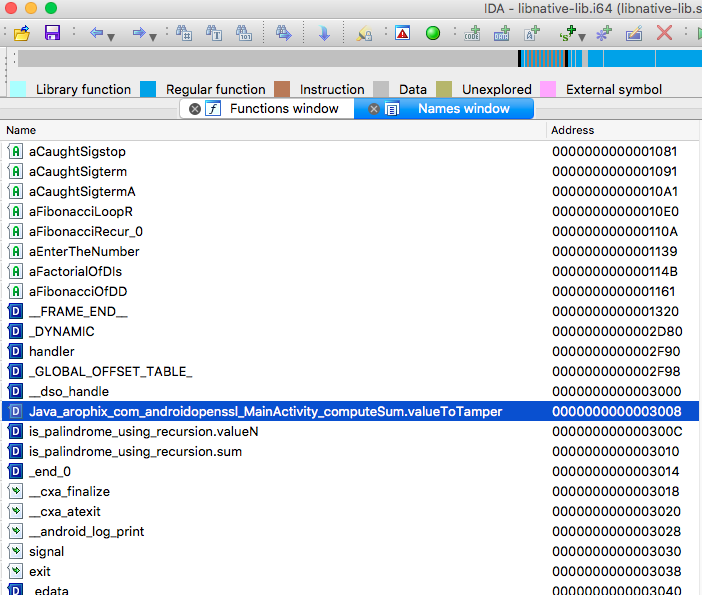 IDA - libnative-lib.i64 (libnative-lib.s
Library function Regular function Instruction Data Unexplored External symbol
Functions window Names window
Name Address
aCaughtSigstop 0000000000001081
aCaughtSigterm 0000000000001091
aCaughtSigtermA 00000000000010A1
aFibonacciLoopR 00000000000010E0
aFibonacciRecur_0 000000000000110A
aEnterTheNumber 0000000000001139
aFactorialOfDIs 000000000000114B
aFibonacciOfDD 0000000000001161
__FRAME_END__ 0000000000001320
_DYNAMIC 0000000000002D80
handler 0000000000002F90
_GLOBAL_OFFSET_TABLE_ 0000000000002F98
__dso_handle 0000000000003000
Java_arophix_com_androidopenssl_MainActivity_computeSum.valueToTamper 0000000000003008
is_palindrome_using_recursion.valueN 000000000000300C
is_palindrome_using_recursion.sum 0000000000003010
_end_0 0000000000003014
__cxa_finalize 0000000000003018
__cxa_atexit 0000000000003020
__android_log_print 0000000000003028
signal 0000000000003030
exit 0000000000003038
_edata 0000000000003040